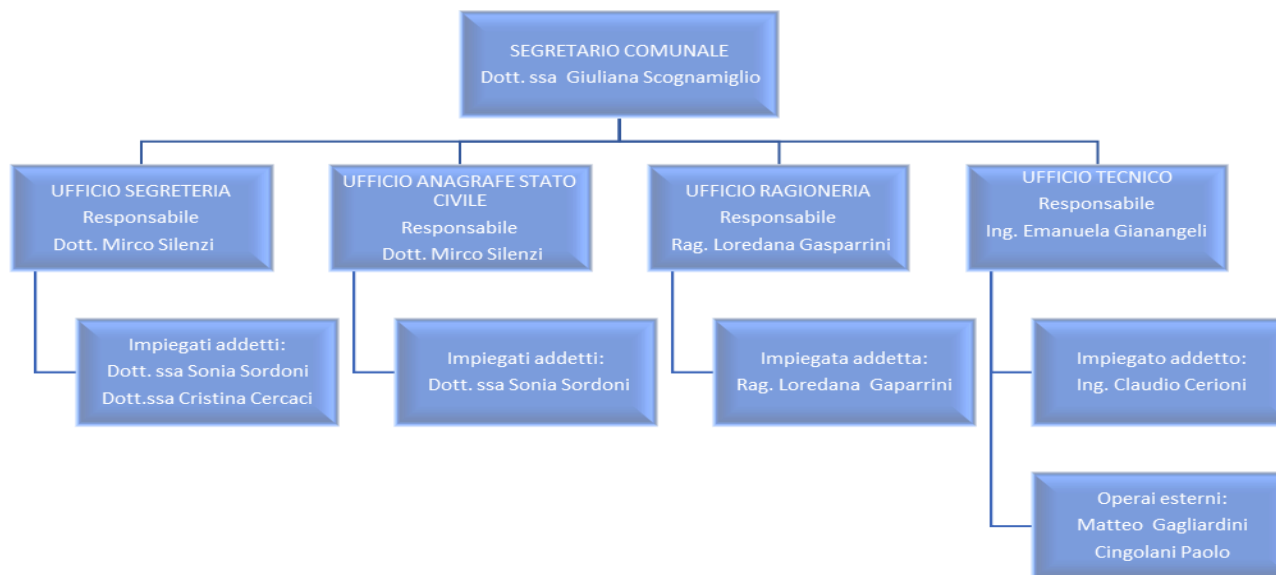 SEGRETARIO COMUNALE
Dott. ssa Giuliana Scognamiglio
UFFICIO SEGRETERIA
Responsabile
Dott. Mirco Silenzi
UFFICIO ANAGRAFE STATO
CIVILE
Responsabile
Dott. Mirco Silenzi
UFFICIO RAGIONERIA
Responsabile
Rag. Loredana Gasparrini
UFFICIO TECNICO
Responsabile
Ing. Emanuela Gianangeli
Impiegati addetti:
Dott. ssa Sonia Sordoni
Dott.ssa Cristina Cercaci
Impiegati addetti:
Dott. ssa Sonia Sordoni
Impiegata addetta:
Rag. Loredana Gaparrini
Impiegato addetto:
Ing. Claudio Cerioni
Operai esterni:
Matteo Gagliardini
Cingolani Paolo